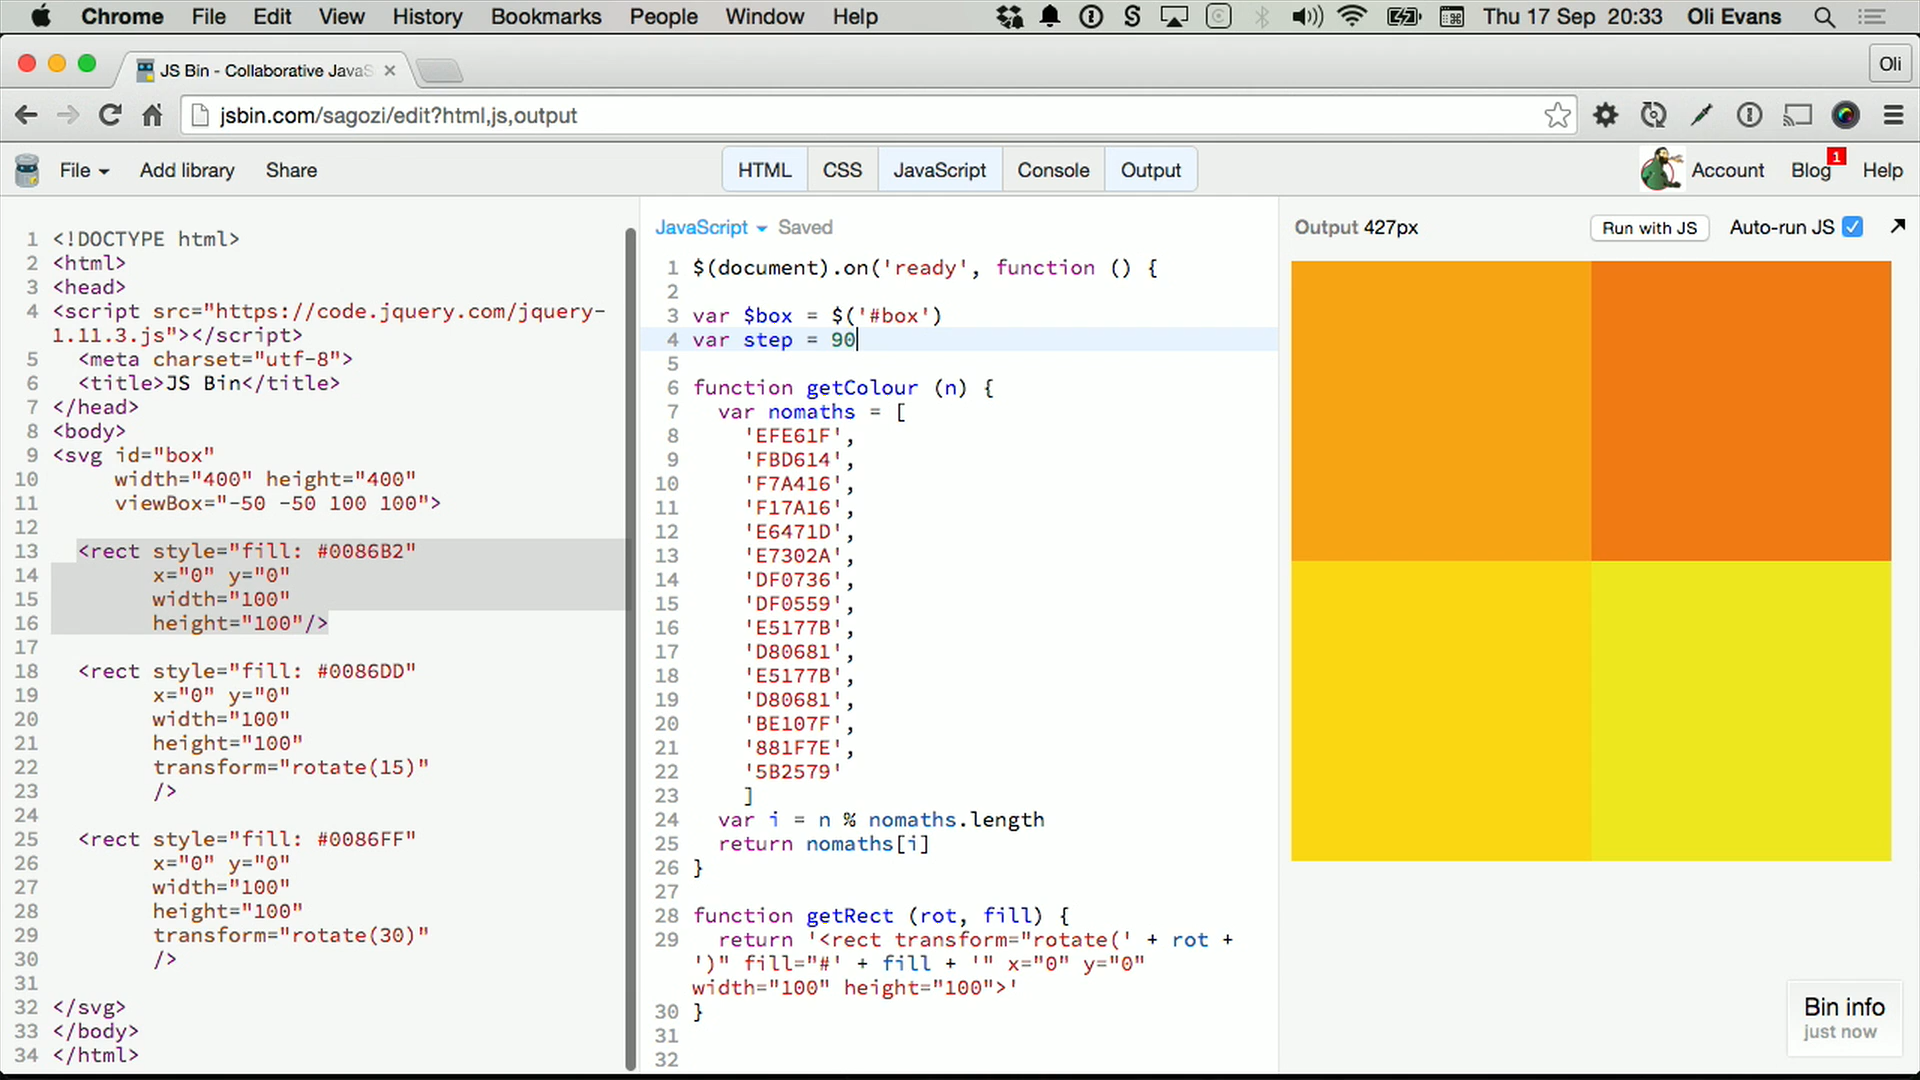 Chrome File Edit View History Bookmarks People Window Help Thu 17 Sep 20:33 Oli Evans
JS Bin - Collaborative JavaS Oli
jsbin.com/sagozi/edit?html,js,output
File Add library Share HTML CSS JavaScript Console Output Account Blog 1 Help
1 <!DOCTYPE html>
2 <html>
3 <head>
4 <script src="https://code.jquery.com/jquery-
1.11.3.js"></script>
5 <meta charset="utf-8">
6 <title>JS Bin</title>
7 </head>
8 <body>
9 <svg id="box"
10 width="400" height="400"
11 viewBox="-50 -50 100 100">
12
13 <rect style="fill: #0086B2"
14 x="0" y="0"
15 width="100"
16 height="100"/>
17
18 <rect style="fill: #0086DD"
19 x="0" y="0"
20 width="100"
21 height="100"
22 transform="rotate(15)"
23 />
24
25 <rect style="fill: #0086FF"
26 x="0" y="0"
27 width="100"
28 height="100"
29 transform="rotate(30)"
30 />
31
32 </svg>
33 </body>
34 </html>
JavaScript Saved
1 $(document).on('ready', function () {
2
3 var $box = $('#box')
4 var step = 90
5
6 function getColour (n) {
7 var nomaths = [
8 'EFE61F',
9 'FBD614',
10 'F7A416',
11 'F17A16',
12 'E6471D',
13 'E7302A',
14 'DF0736',
15 'DF0559',
16 'E5177B',
17 'D80681',
18 'E5177B',
19 'D80681',
20 'BE107F',
21 '881F7E',
22 '5B2579'
23 ]
24 var i = n % nomaths.length
25 return nomaths[i]
26 }
27
28 function getRect (rot, fill) {
29 return '<rect transform="rotate(' + rot +
')" fill="#' + fill + '" x="0" y="0"
width="100" height="100">'
30 }
31
32
Output 427px Run with JS Auto-run JS
Bin info
just now